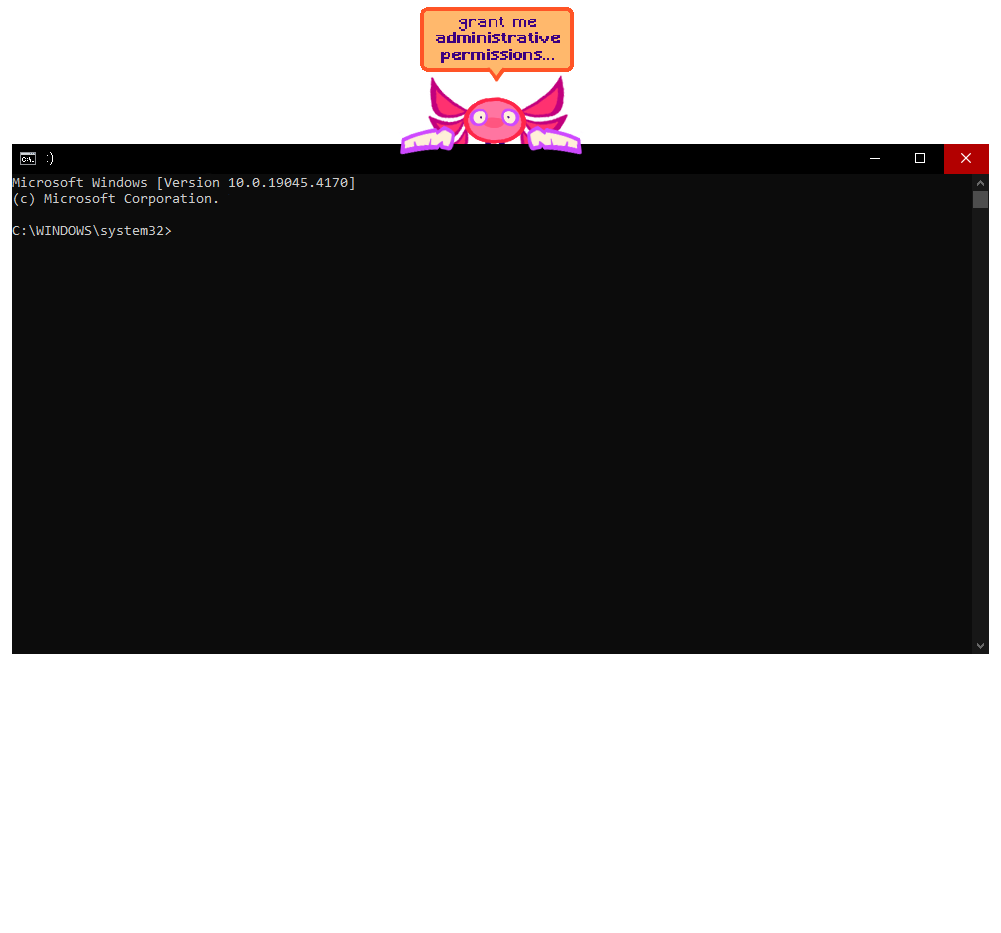 grant me
administrative
permissions...
C:\.
:)
Microsoft Windows [Version 10.0.19045.4170]
(c) Microsoft Corporation.
C:\WINDOWS\system32>